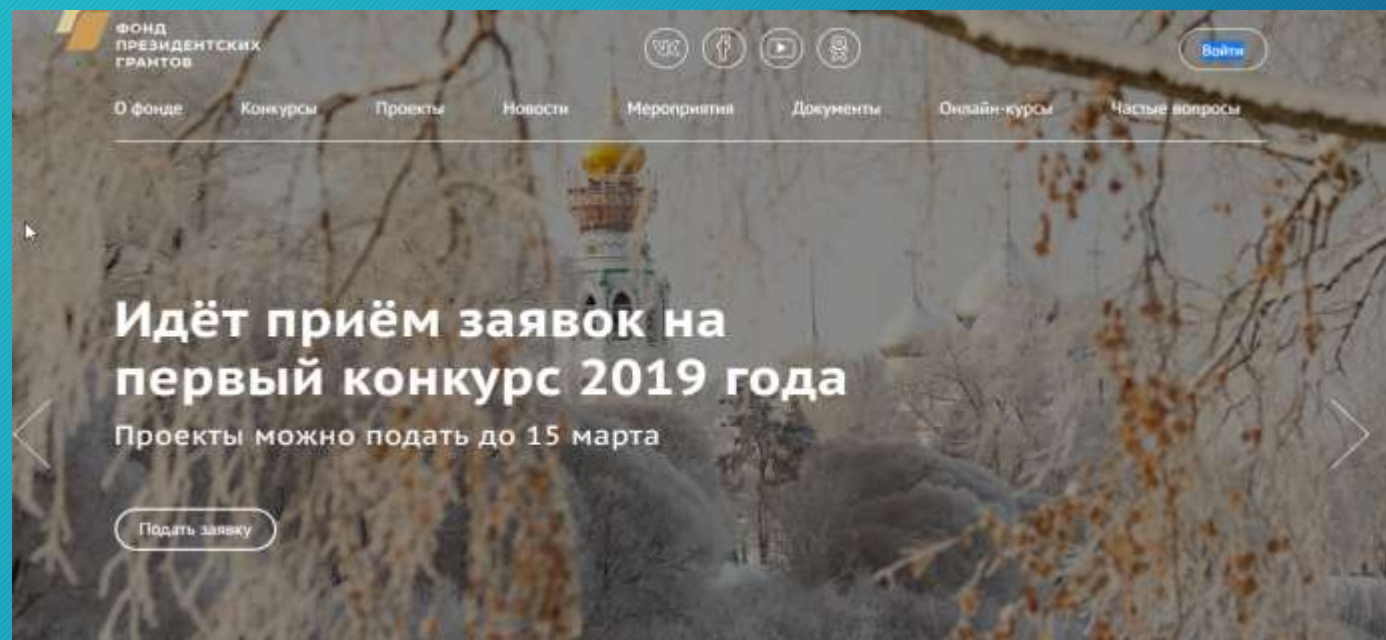 ФОНД
ПРЕЗИДЕНТСКИХ
ГРАНТОВ
Войти
О фонде Конкурсы Проекты Новости Мероприятия Документы Онлайн-курсы Частые вопросы
Идёт приём заявок на
первый конкурс 2019 года
Проекты можно подать до 15 марта
Подать заявку